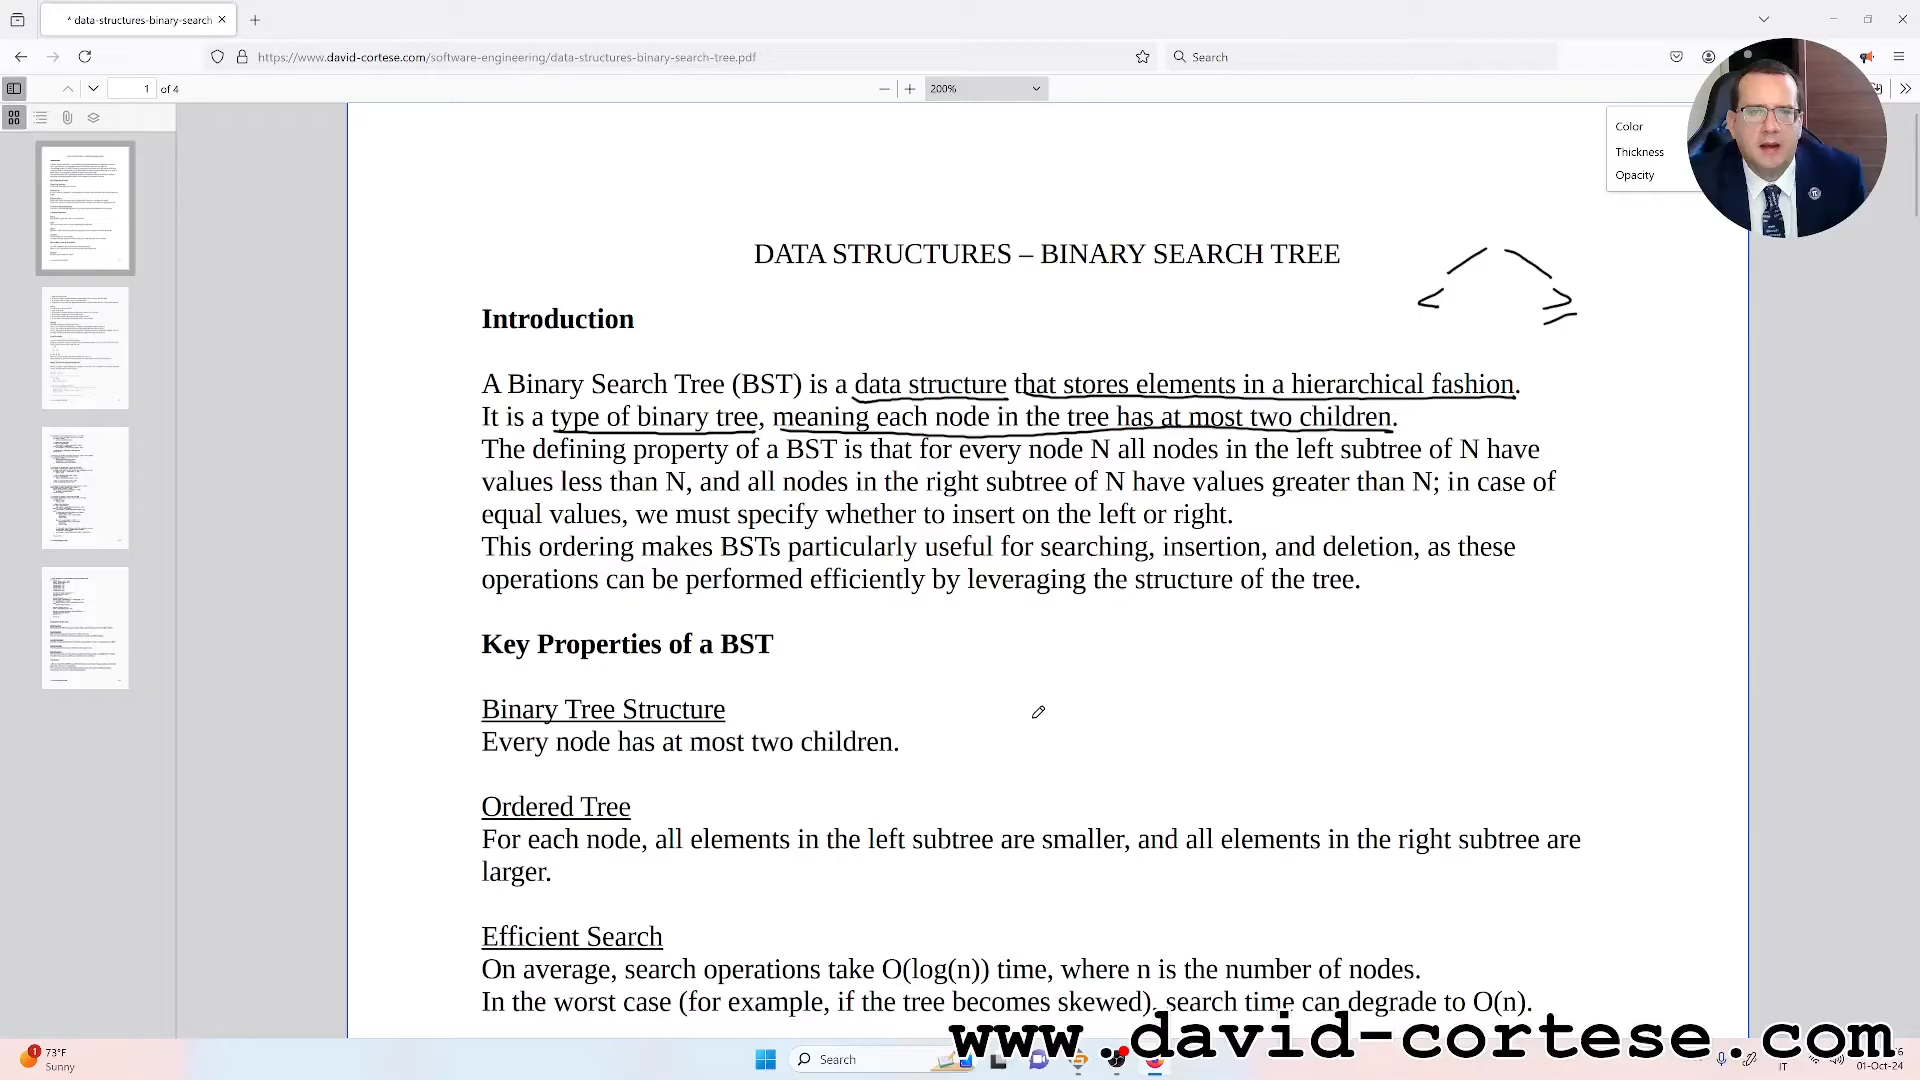 * data-structures-binary-search
https://www.david-cortese.com/software-engineering/data-structures-binary-search-tree.pdf
Search
1 of 4
200%
Color
Thickness
Opacity
DATA STRUCTURES – BINARY SEARCH TREE
< >
=
Introduction
A Binary Search Tree (BST) is a data structure that stores elements in a hierarchical fashion.
It is a type of binary tree, meaning each node in the tree has at most two children.
The defining property of a BST is that for every node N all nodes in the left subtree of N have
values less than N, and all nodes in the right subtree of N have values greater than N; in case of
equal values, we must specify whether to insert on the left or right.
This ordering makes BSTs particularly useful for searching, insertion, and deletion, as these
operations can be performed efficiently by leveraging the structure of the tree.
Key Properties of a BST
Binary Tree Structure
Every node has at most two children.
Ordered Tree
For each node, all elements in the left subtree are smaller, and all elements in the right subtree are
larger.
Efficient Search
On average, search operations take O(log(n)) time, where n is the number of nodes.
In the worst case (for example, if the tree becomes skewed), search time can degrade to O(n).
www.david-cortese.com
1
73°F
Sunny
Search
IT
01-Oct-24